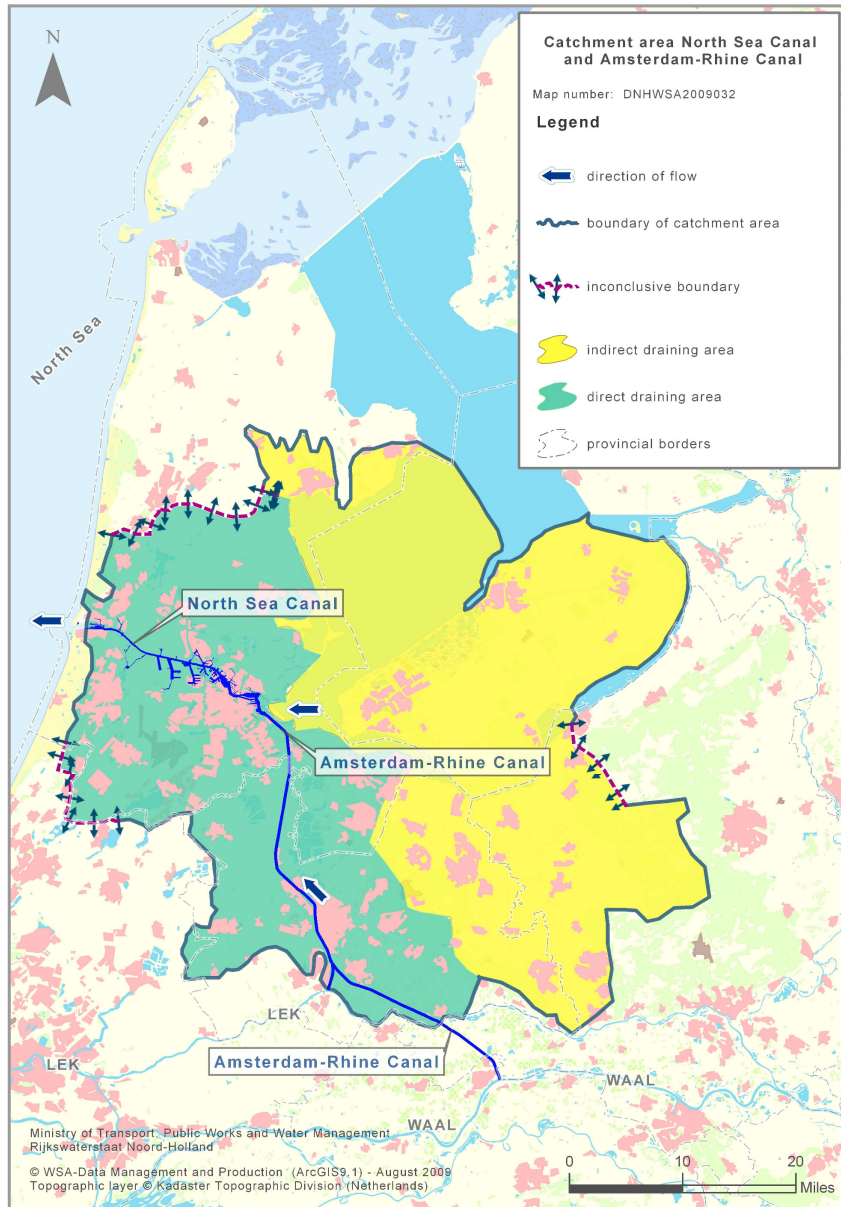 N
Catchment area North Sea Canal
and Amsterdam-Rhine Canal
Map number: DNHWSA2009032
Legend
direction of flow
boundary of catchment area
inconclusive boundary
indirect draining area
direct draining area
provincial borders
North Sea
North Sea Canal
Amsterdam-Rhine Canal
LEK
LEK
Amsterdam-Rhine Canal
WAAL
WAAL
Ministry of Transport, Public Works and Water Management
Rijkswaterstaat Noord-Holland
© WSA-Data Management and Production (ArcGIS9.1) - August 2009
Topographic layer © Kadaster Topographic Division (Netherlands)
0 10 20
Miles